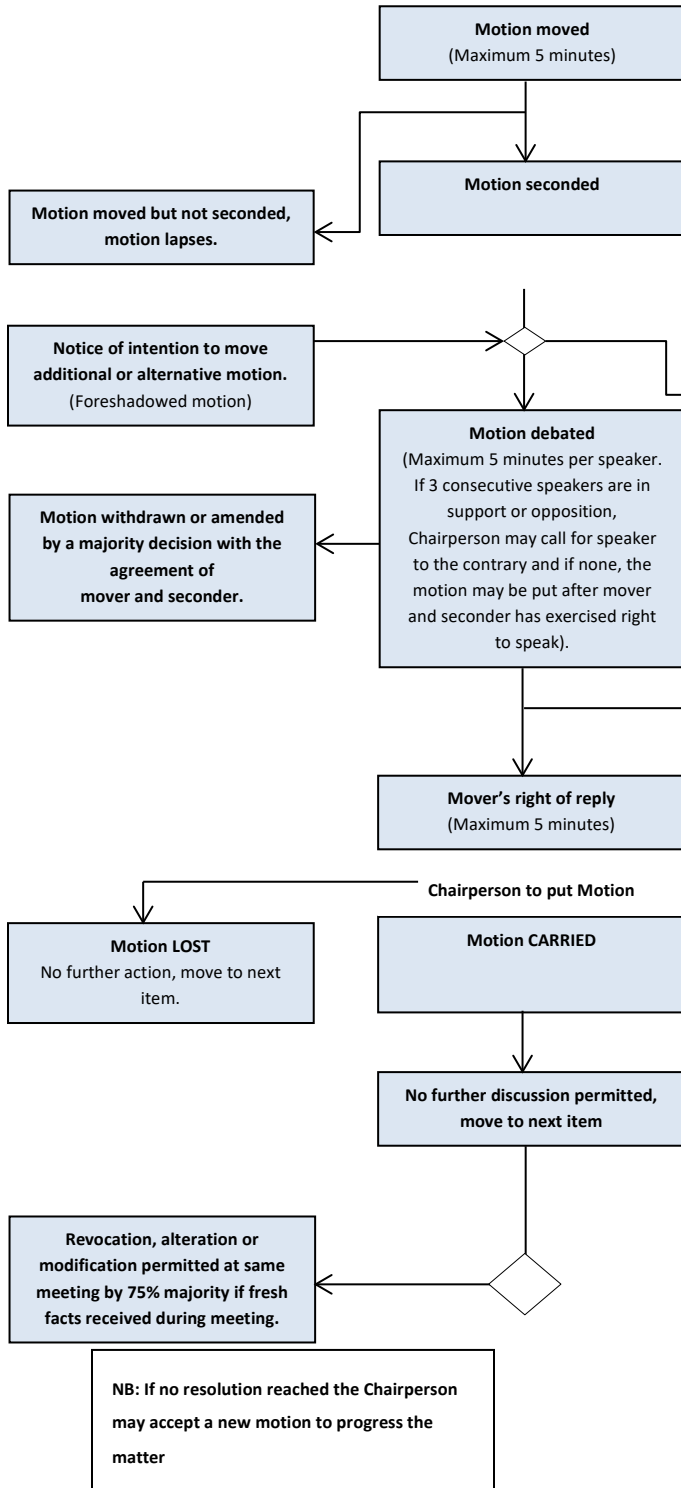 Motion moved
(Maximum 5 minutes)
Motion seconded
Motion moved but not seconded,
motion lapses.
Notice of intention to move
additional or alternative motion.
(Foreshadowed motion)
Motion debated
(Maximum 5 minutes per speaker.
If 3 consecutive speakers are in
support or opposition,
Chairperson may call for speaker
to the contrary and if none, the
motion may be put after mover
and seconder has exercised right
to speak).
Motion withdrawn or amended
by a majority decision with the
agreement of
mover and seconder.
Mover’s right of reply
(Maximum 5 minutes)
Chairperson to put Motion
Motion LOST
No further action, move to next
item.
Motion CARRIED
No further discussion permitted,
move to next item
Revocation, alteration or
modification permitted at same
meeting by 75% majority if fresh
facts received during meeting.
NB: If no resolution reached the Chairperson
may accept a new motion to progress the
matter